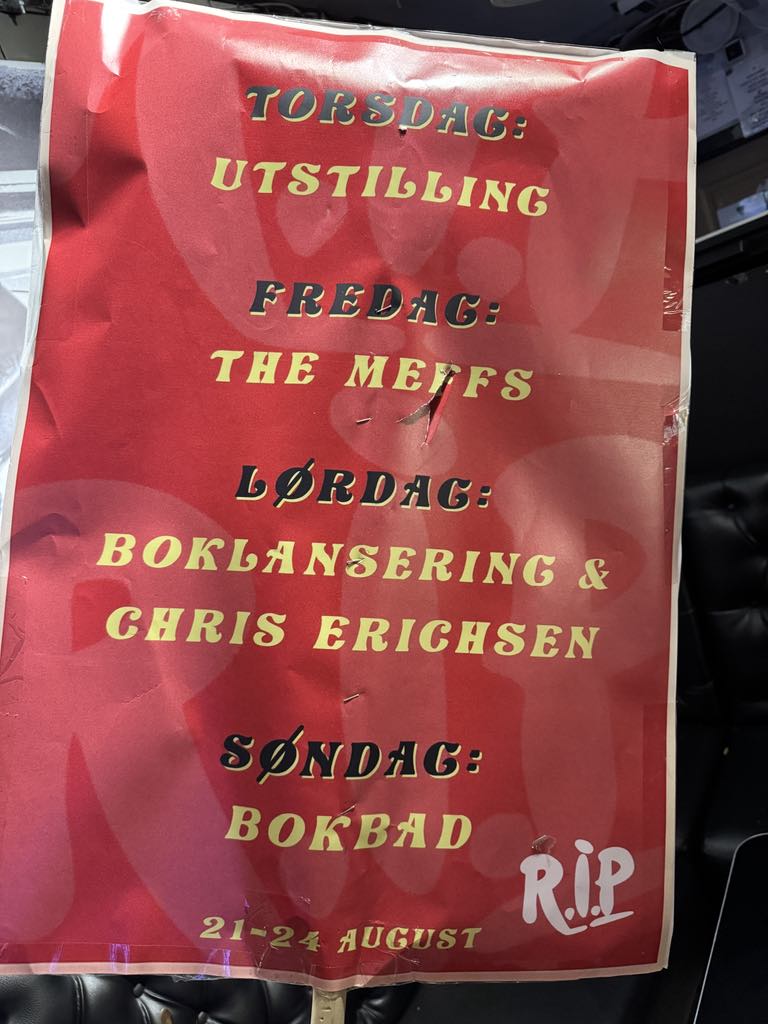 TORSDAG:
UTSTILLING
FREDAG:
THE MEFFS
LØRDAG:
BOKLANSERING &
CHRIS ERICHSEN
SØNDAG:
BOKBAD
R.I.P
21-24 AUGUST